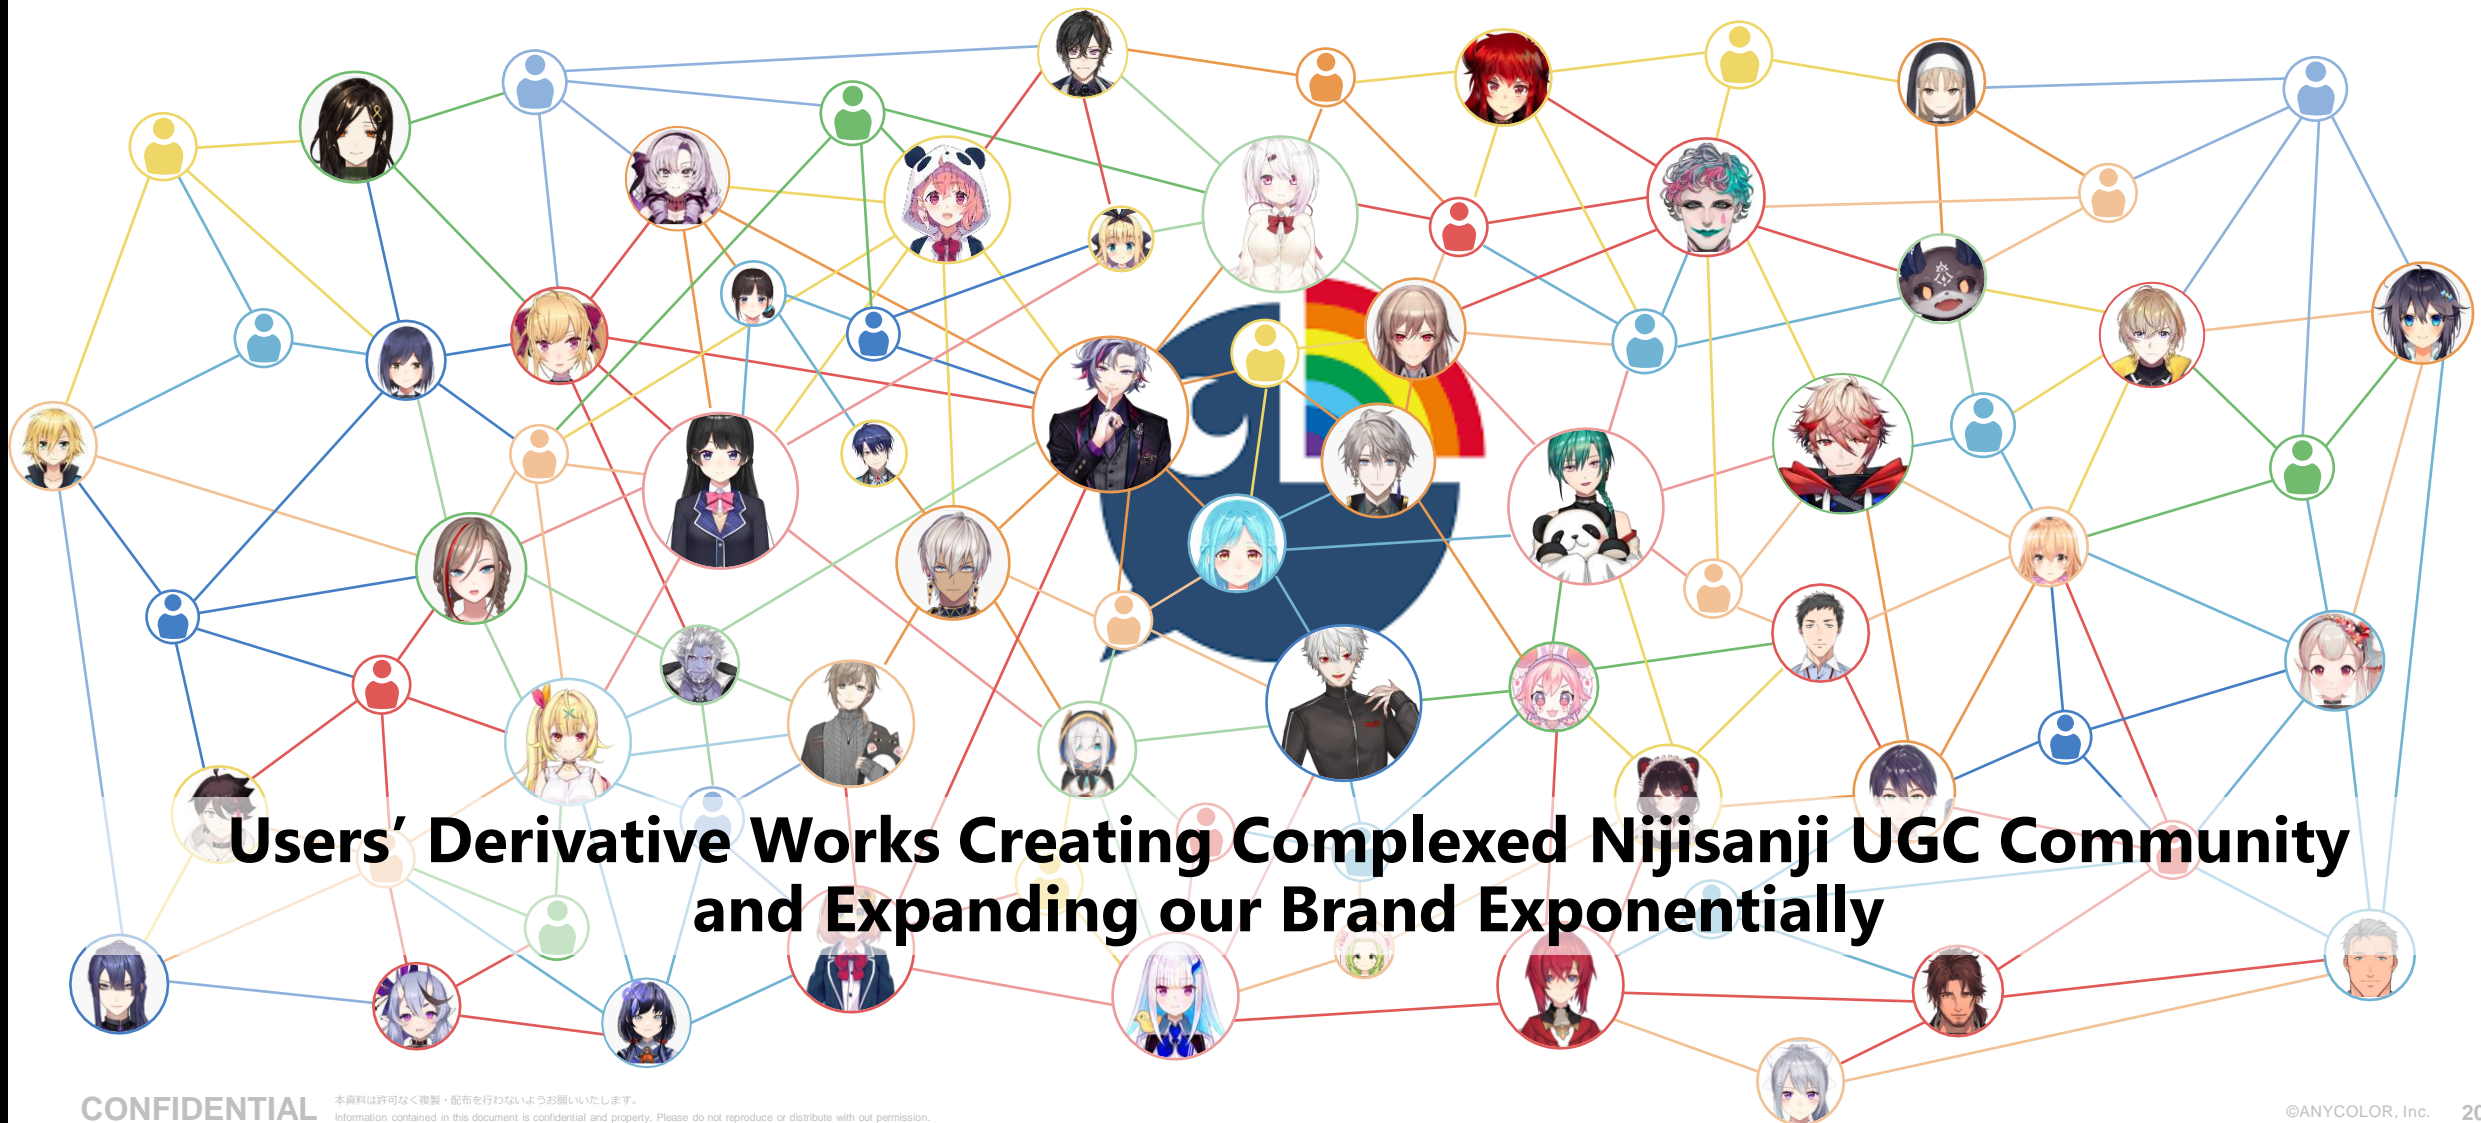 Users’ Derivative Works Creating Complexed Nijisanji UGC Community
and Expanding our Brand Exponentially
CONFIDENTIAL
本資料は許可なく複製・配布を行わないようお願いいたします。
Information contained in this document is confidential and property. Please do not reproduce or distribute with out permission.
©ANYCOLOR, Inc. 20